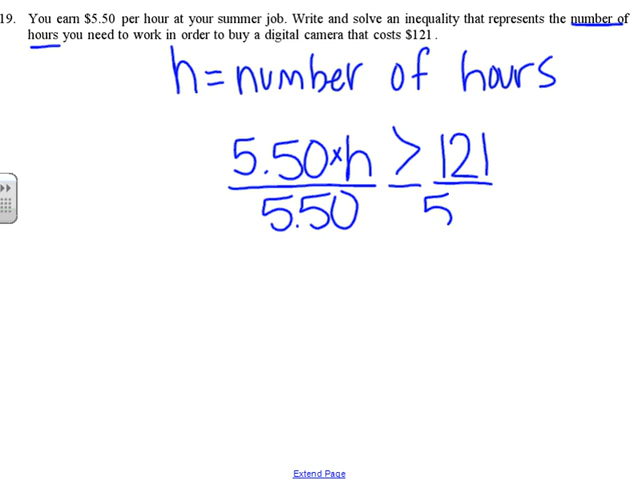 19. You earn $5.50 per hour at your summer job. Write and solve an inequality that represents the number of
hours you need to work in order to buy a digital camera that costs $121.
h = number of hours
5.50×h ≥ 121
5.50 5
Extend Page